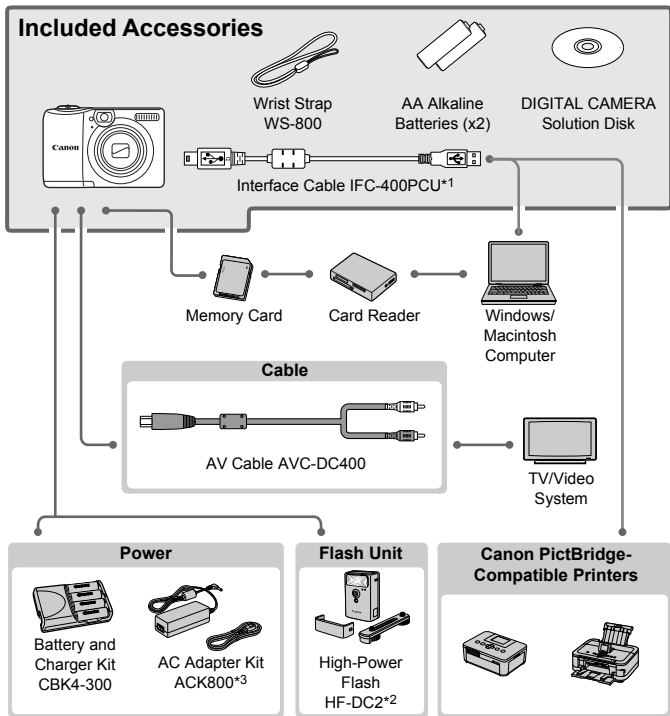 Included Accessories
Wrist Strap
WS-800
AA Alkaline
Batteries (x2)
DIGITAL CAMERA
Solution Disk
Canon
Interface Cable IFC-400PCU*1
Memory Card
Card Reader
Windows/
Macintosh
Computer
Cable
AV Cable AVC-DC400
TV/Video
System
Power
Battery and
Charger Kit
CBK4-300
AC Adapter Kit
ACK800*3
Flash Unit
High-Power
Flash
HF-DC2*2
Canon PictBridge-
Compatible Printers